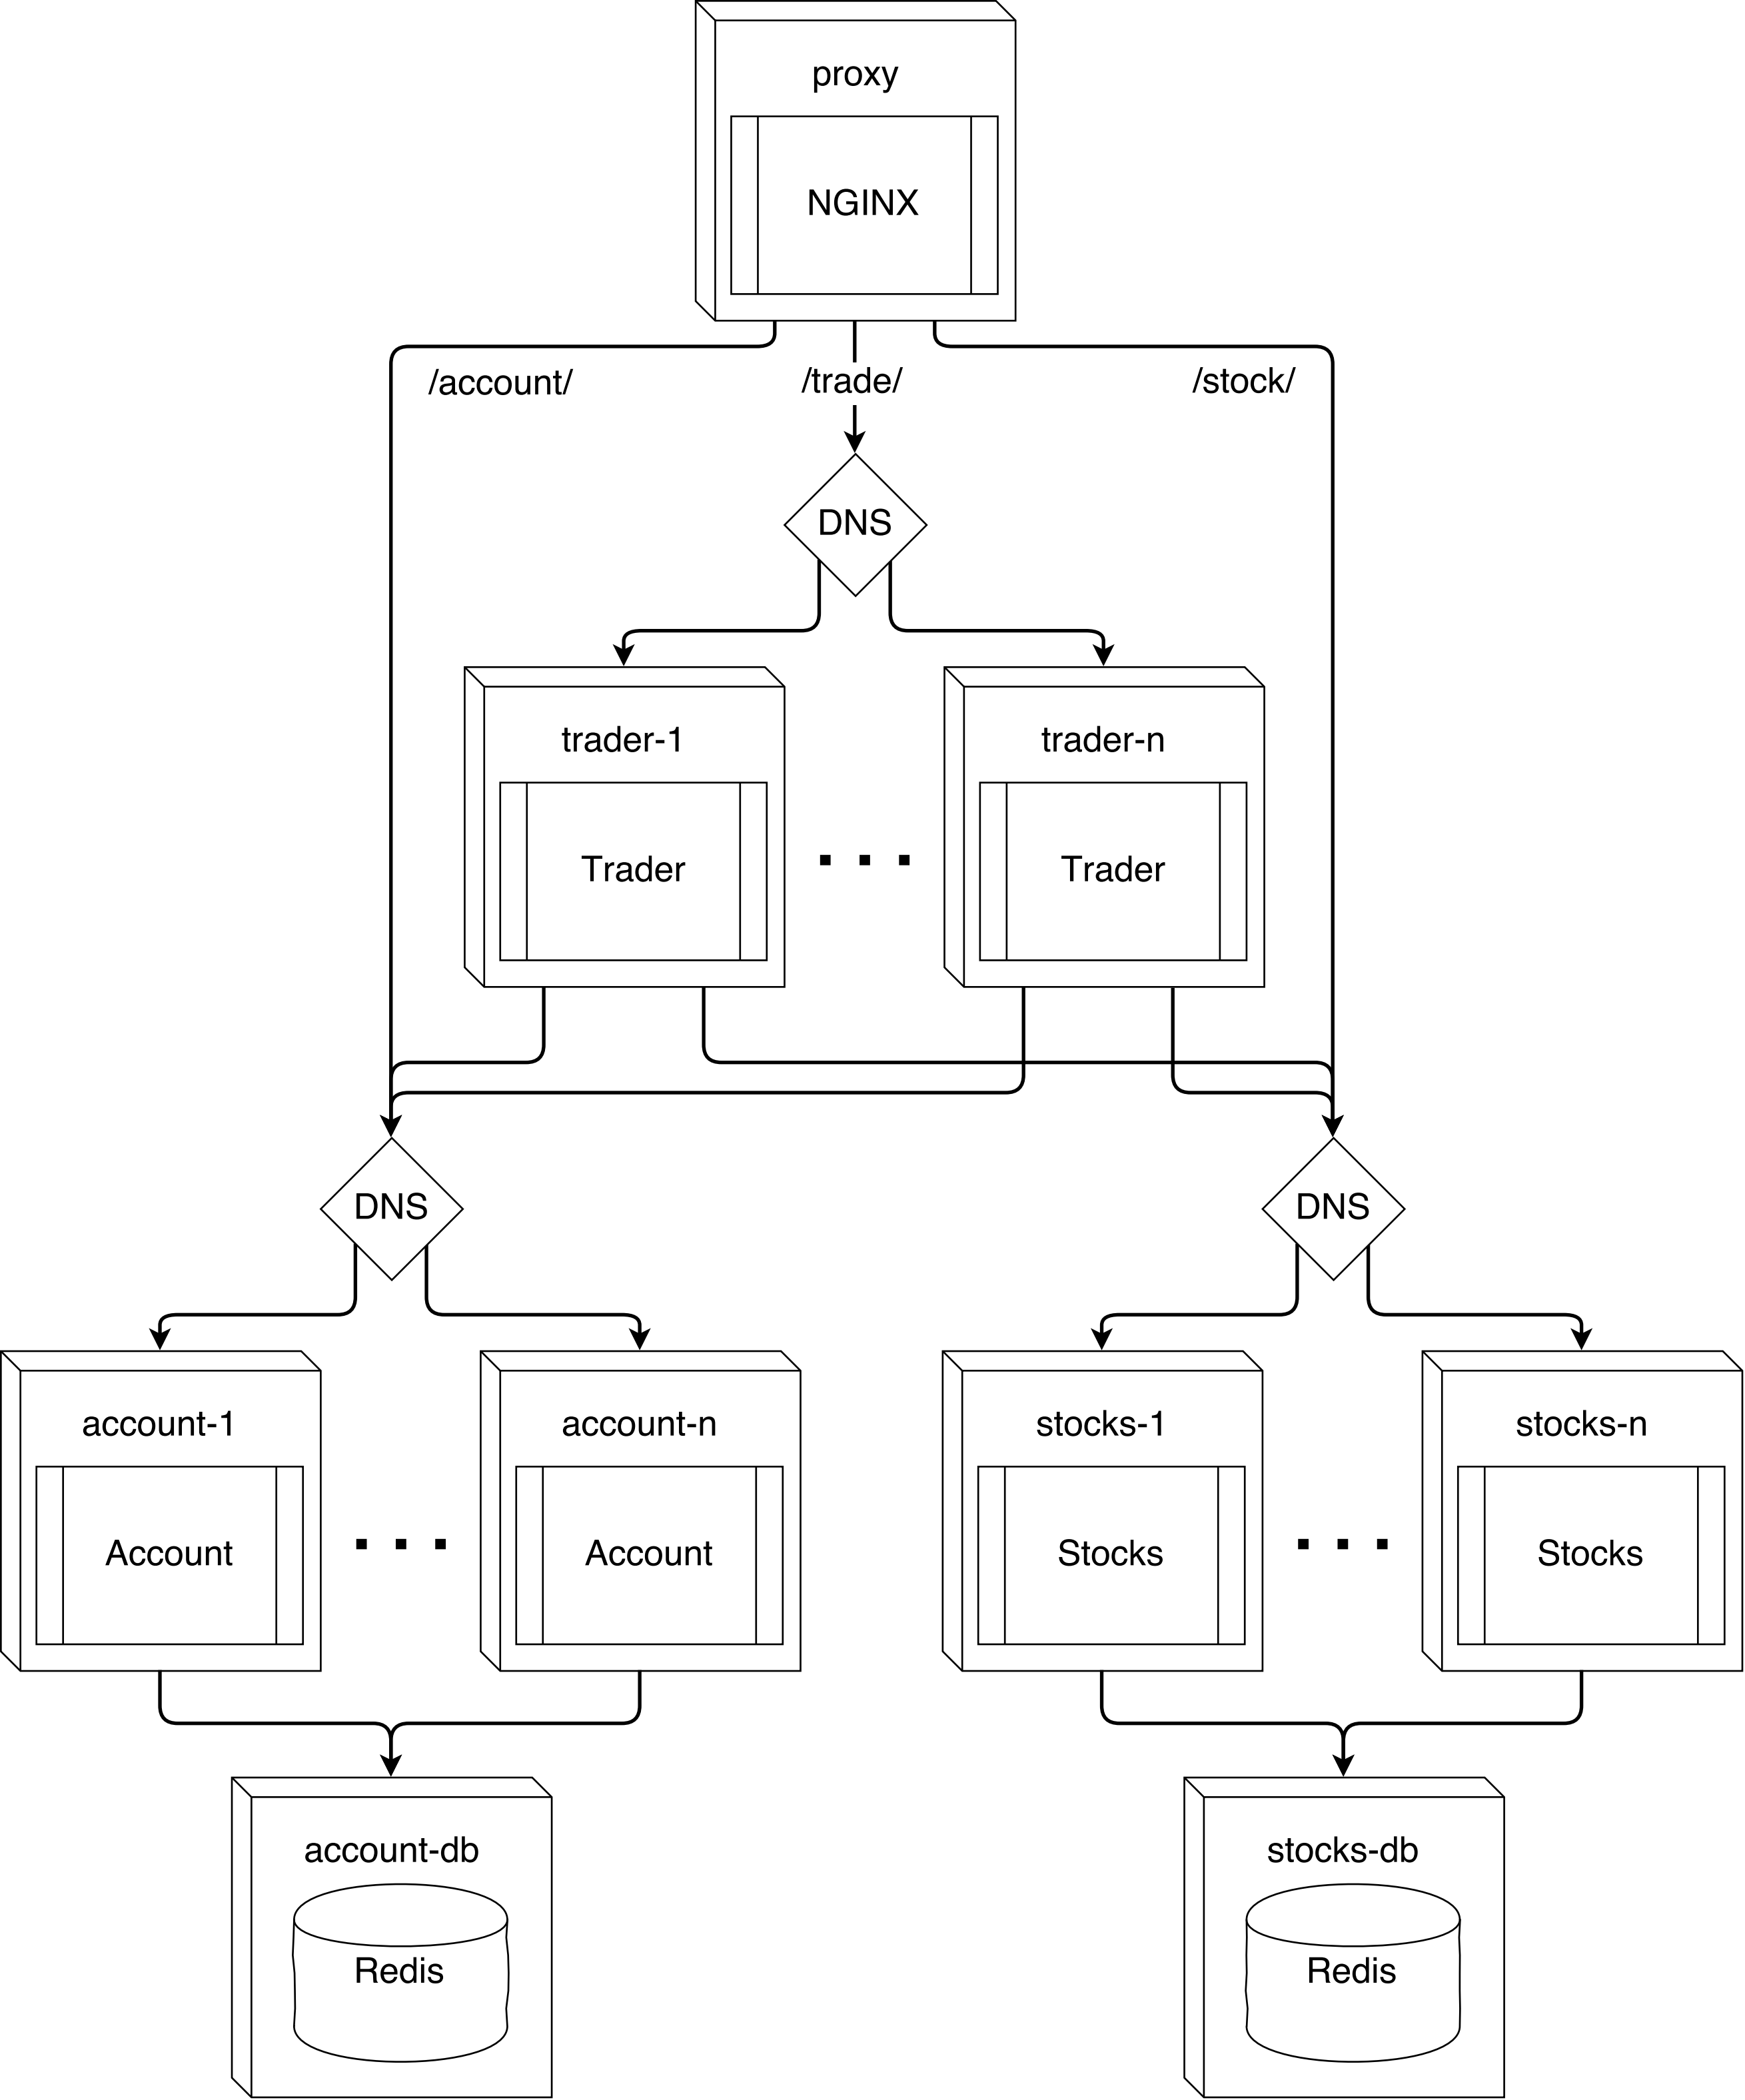 proxy
NGINX
/account/
/trade/
/stock/
DNS
trader-1
trader-n
Trader
Trader
DNS
DNS
account-1
account-n
stocks-1
stocks-n
Account
Account
Stocks
Stocks
account-db
stocks-db
Redis
Redis